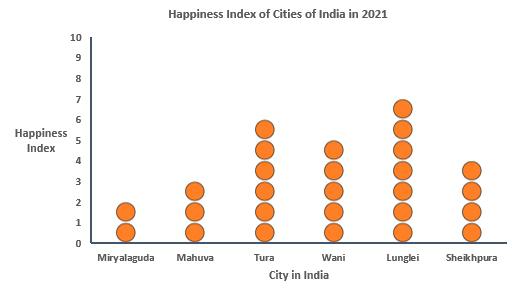 Happiness Index of Cities of India in 2021
10
9
8
7
6
5
4
3
2
1
0
Happiness
Index
Miryalaguda Mahuva Tura Wani Lunglei Sheikhpura
City in India